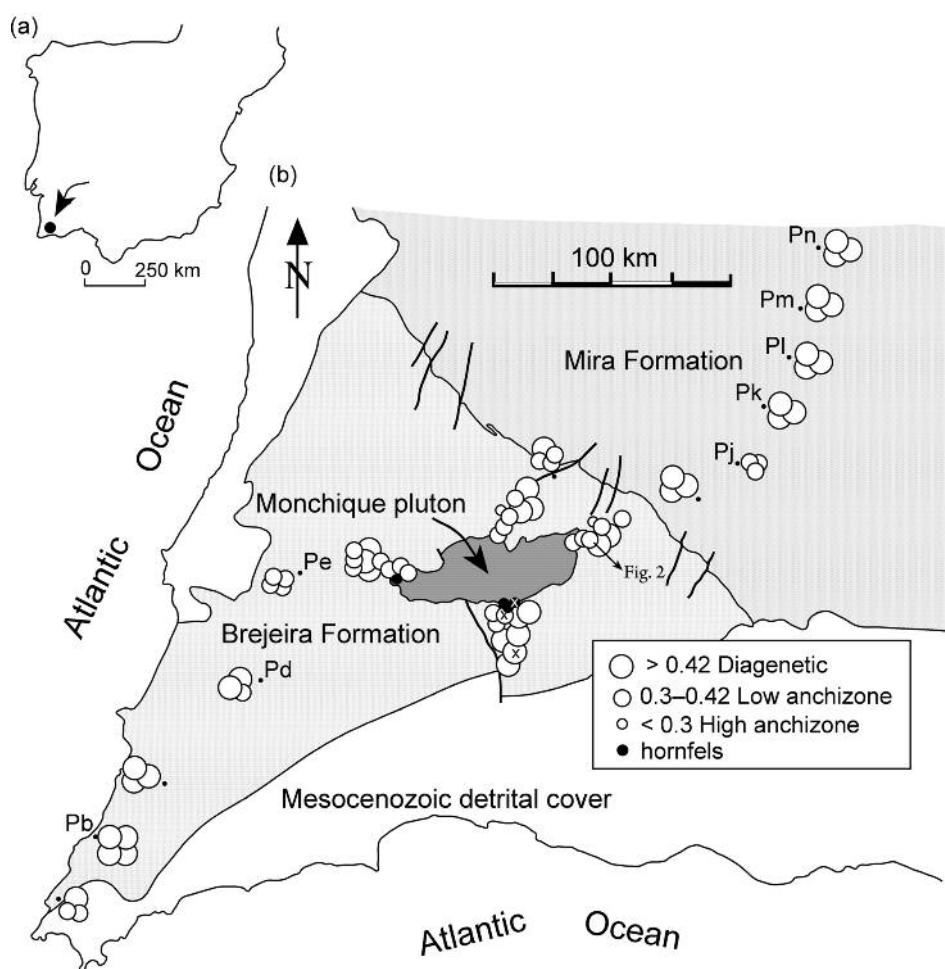 (a)
(b)
0 250 km
N
100 km
Pn
Pm
Mira Formation
Pl
Pk
Pj
Atlantic Ocean
Monchique pluton
Pe
Fig. 2
Brejeira Formation
Pd
> 0.42 Diagenetic
0.3–0.42 Low anchizone
< 0.3 High anchizone
hornfels
x
x
x
Mesocenozoic detrital cover
Pb
Atlantic Ocean